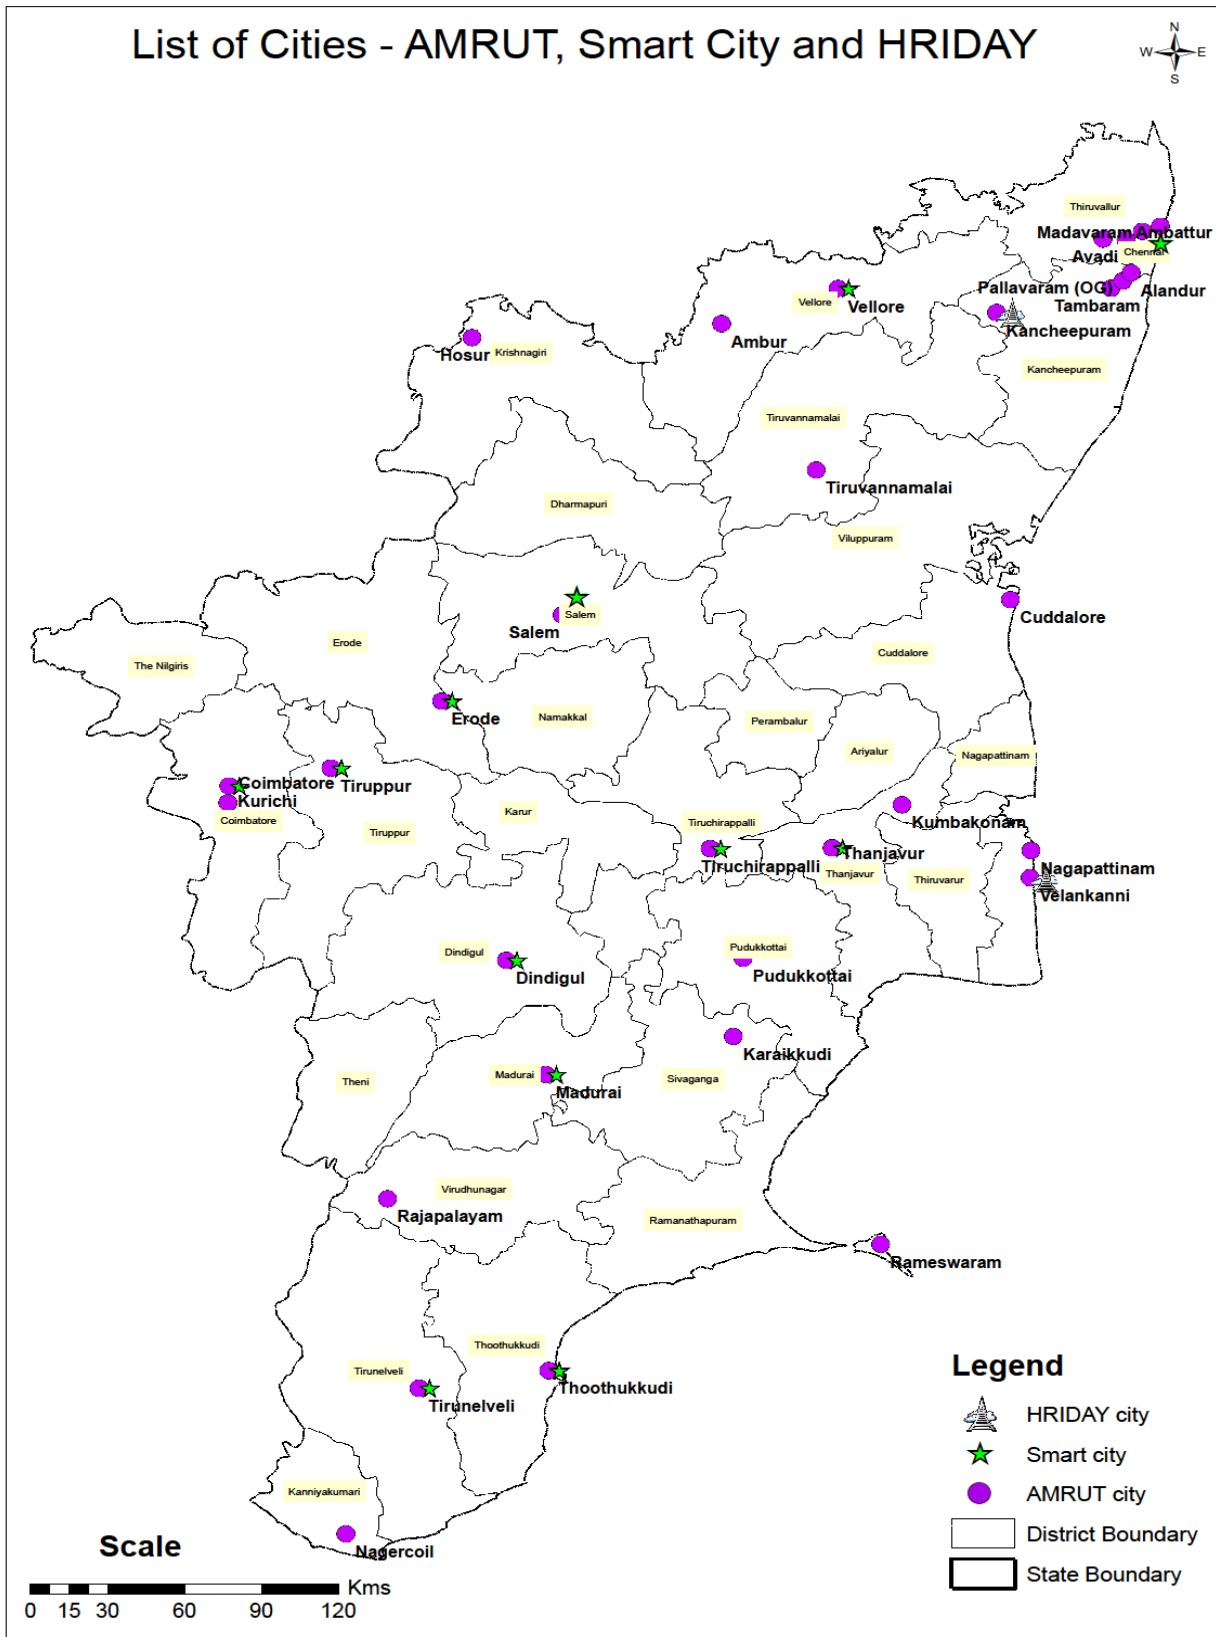 List of Cities - AMRUT, Smart City and HRIDAY
N
W E
S
Thiruvallur
Madavaram Ambattur
Avadi
Chennai
Pallavaram (OG)
Alandur
Tambaram
Vellore
Vellore
Kancheepuram
Ambur
Hosur
Krishnagiri
Kancheepuram
Tiruvannamalai
Tiruvannamalai
Dharmapuri
Viluppuram
Salem
Salem
Cuddalore
Erode
Cuddalore
The Nilgiris
Erode
Namakkal
Perambalur
Ariyalur
Nagapattinam
Coimbatore
Tiruppur
Kurichi
Coimbatore
Karur
Tiruppur
Tiruchirappalli
Kumbakonam
Thanjavur
Tiruchirappalli
Thanjavur
Thiruvarur
Nagapattinam
Velankanni
Dindigul
Dindigul
Pudukkottai
Pudukkottai
Karaikkudi
Theni
Madurai
Madurai
Sivaganga
Virudhunagar
Rajapalayam
Ramanathapuram
Rameswaram
Thoothukkudi
Tirunelveli
Thoothukkudi
Tirunelveli
Kanniyakumari
Nagercoil
Legend
HRIDAY city
Smart city
AMRUT city
District Boundary
State Boundary
Scale
Kms
0 15 30 60 90 120